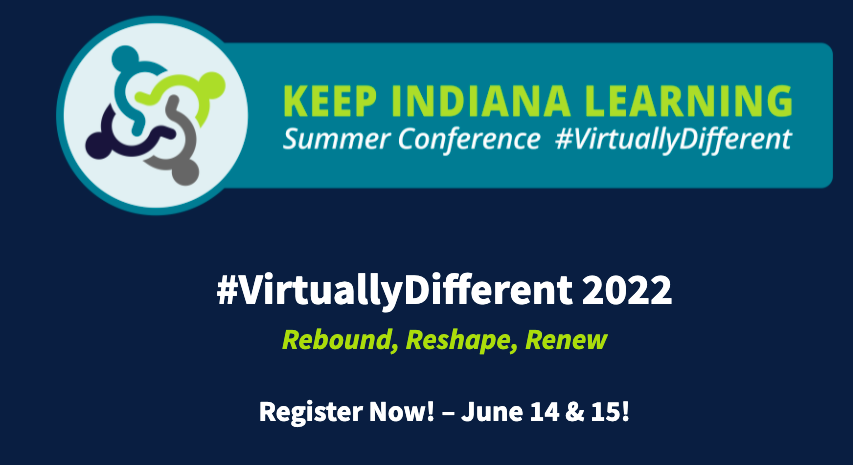 KEEP INDIANA LEARNING
Summer Conference #VirtuallyDifferent
#VirtuallyDifferent 2022
Rebound, Reshape, Renew
Register Now! – June 14 & 15!